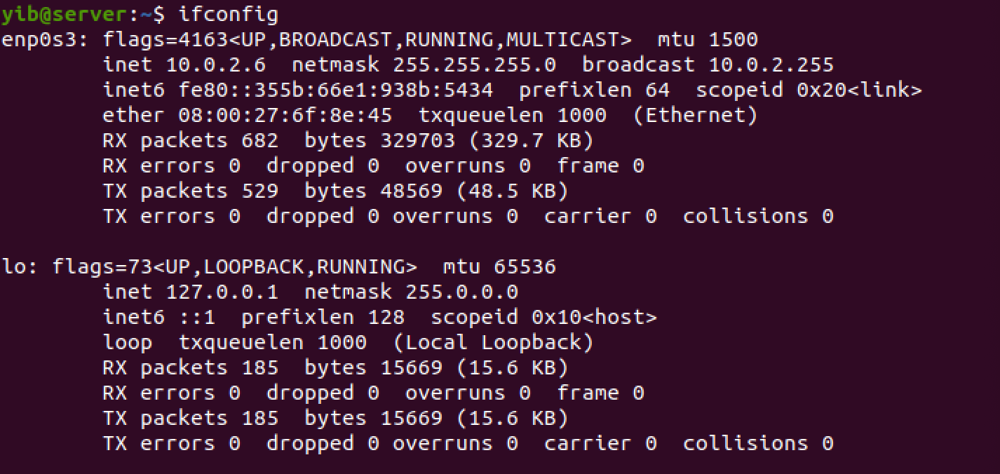 yib@server:~$ ifconfig
enp0s3: flags=4163<UP,BROADCAST,RUNNING,MULTICAST>  mtu 1500
        inet 10.0.2.6  netmask 255.255.255.0  broadcast 10.0.2.255
        inet6 fe80::355b:66e1:938b:5434  prefixlen 64  scopeid 0x20<link>
        ether 08:00:27:6f:8e:45  txqueuelen 1000  (Ethernet)
        RX packets 682  bytes 329703 (329.7 KB)
        RX errors 0  dropped 0  overruns 0  frame 0
        TX packets 529  bytes 48569 (48.5 KB)
        TX errors 0  dropped 0 overruns 0  carrier 0  collisions 0

lo: flags=73<UP,LOOPBACK,RUNNING>  mtu 65536
        inet 127.0.0.1  netmask 255.0.0.0
        inet6 ::1  prefixlen 128  scopeid 0x10<host>
        loop  txqueuelen 1000  (Local Loopback)
        RX packets 185  bytes 15669 (15.6 KB)
        RX errors 0  dropped 0  overruns 0  frame 0
        TX packets 185  bytes 15669 (15.6 KB)
        TX errors 0  dropped 0 overruns 0  carrier 0  collisions 0